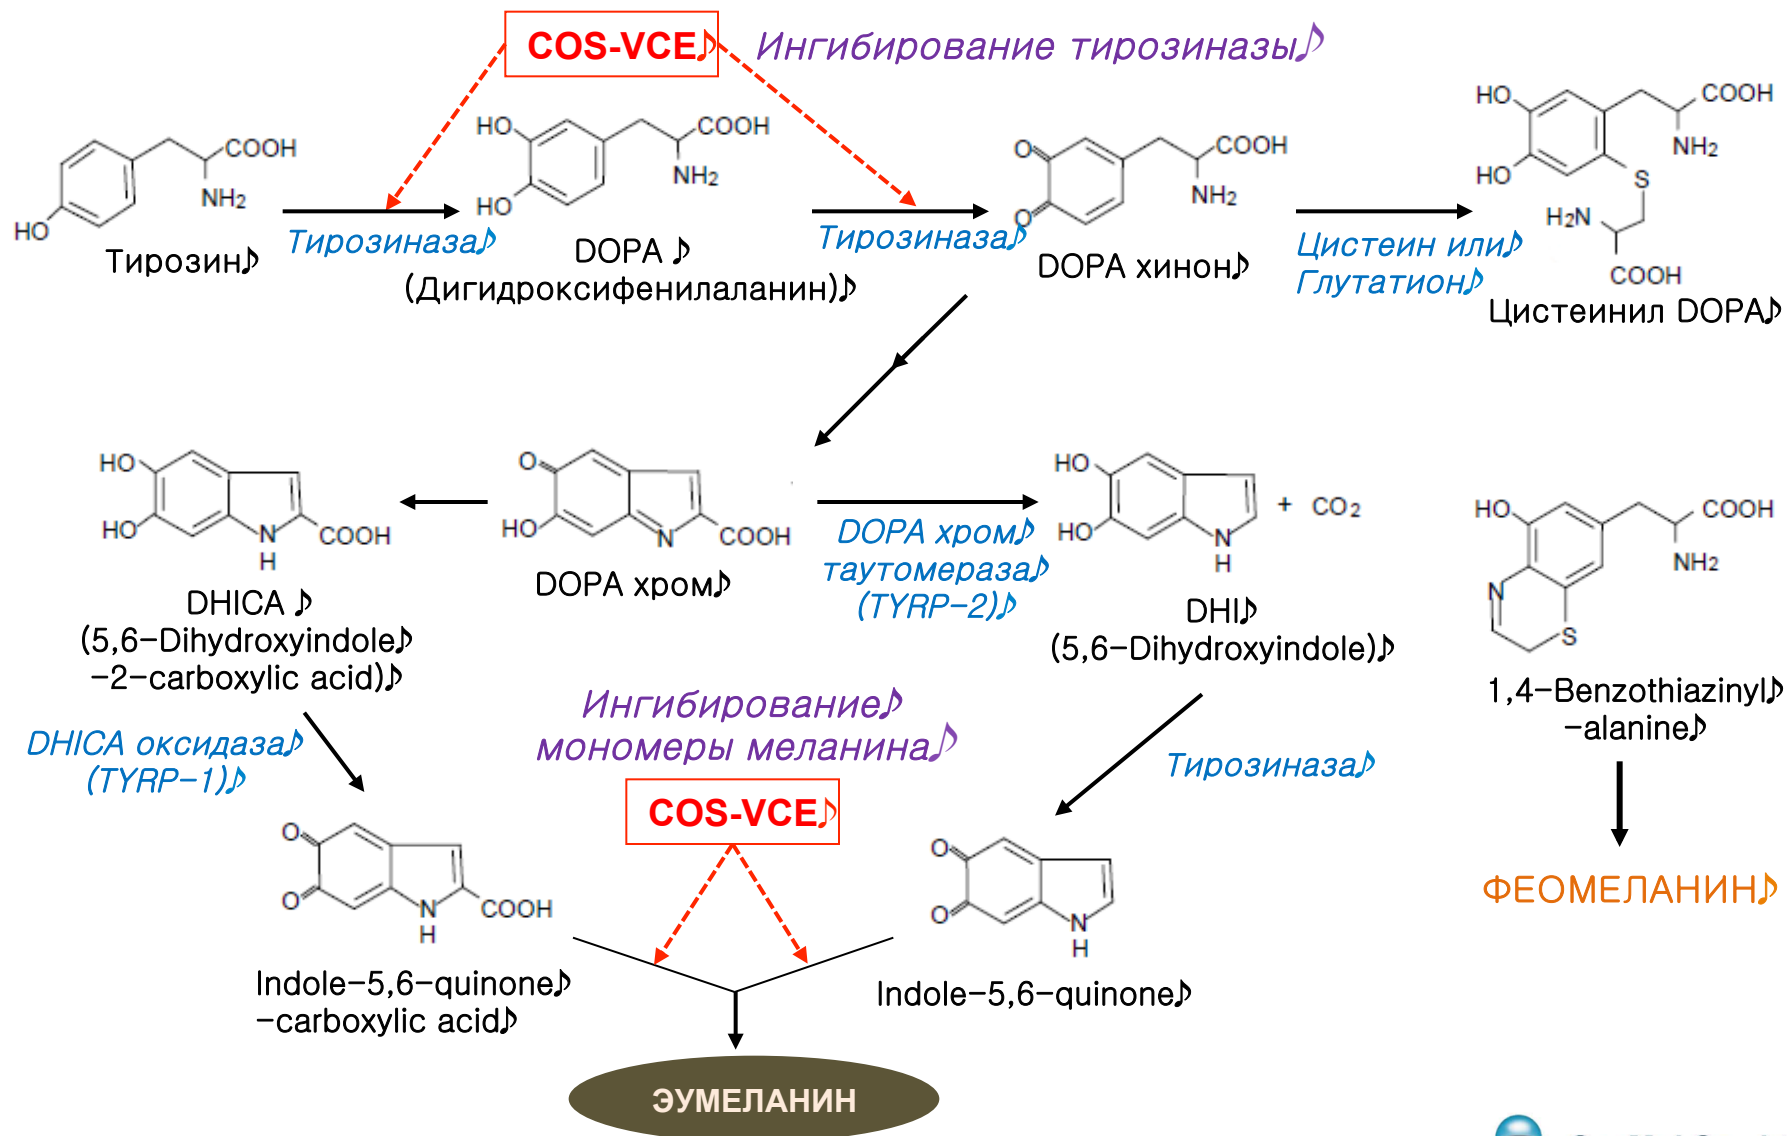 COS-VCE♪
Ингибирование тирозиназы♪
HO
HO
COOH
NH2
Тирозин♪
Тирозиназа♪
HO
HO
COOH
NH2
DOPA ♪
(Дигидроксифенилаланин)♪
Тирозиназа♪
O
O
COOH
NH2
DOPA хинон♪
Цистеин или♪
Глутатион♪
HO
COOH
NH2
HO
S
H2N
COOH
Цистеинил DOPA♪
HO
HO
N
H
COOH
DHICA ♪
(5,6-Dihydroxyindole♪
-2-carboxylic acid)♪
O
HO
N
COOH
DOPA хром♪
DOPA хром♪
таутомераза♪
(TYRP-2)♪
HO
HO
N
H
+ CO2
DHI♪
(5,6-Dihydroxyindole)♪
HO
COOH
NH2
N
S
1,4-Benzothiazinyl♪
-alanine♪
DHICA оксидаза♪
(TYRP-1)♪
Ингибирование♪
мономеры меланина♪
COS-VCE♪
Тирозиназа♪
O
O
N
H
COOH
Indole-5,6-quinone♪
-carboxylic acid♪
O
O
N
H
Indole-5,6-quinone♪
ФЕОМЕЛАНИН♪
ЭУМЕЛАНИН